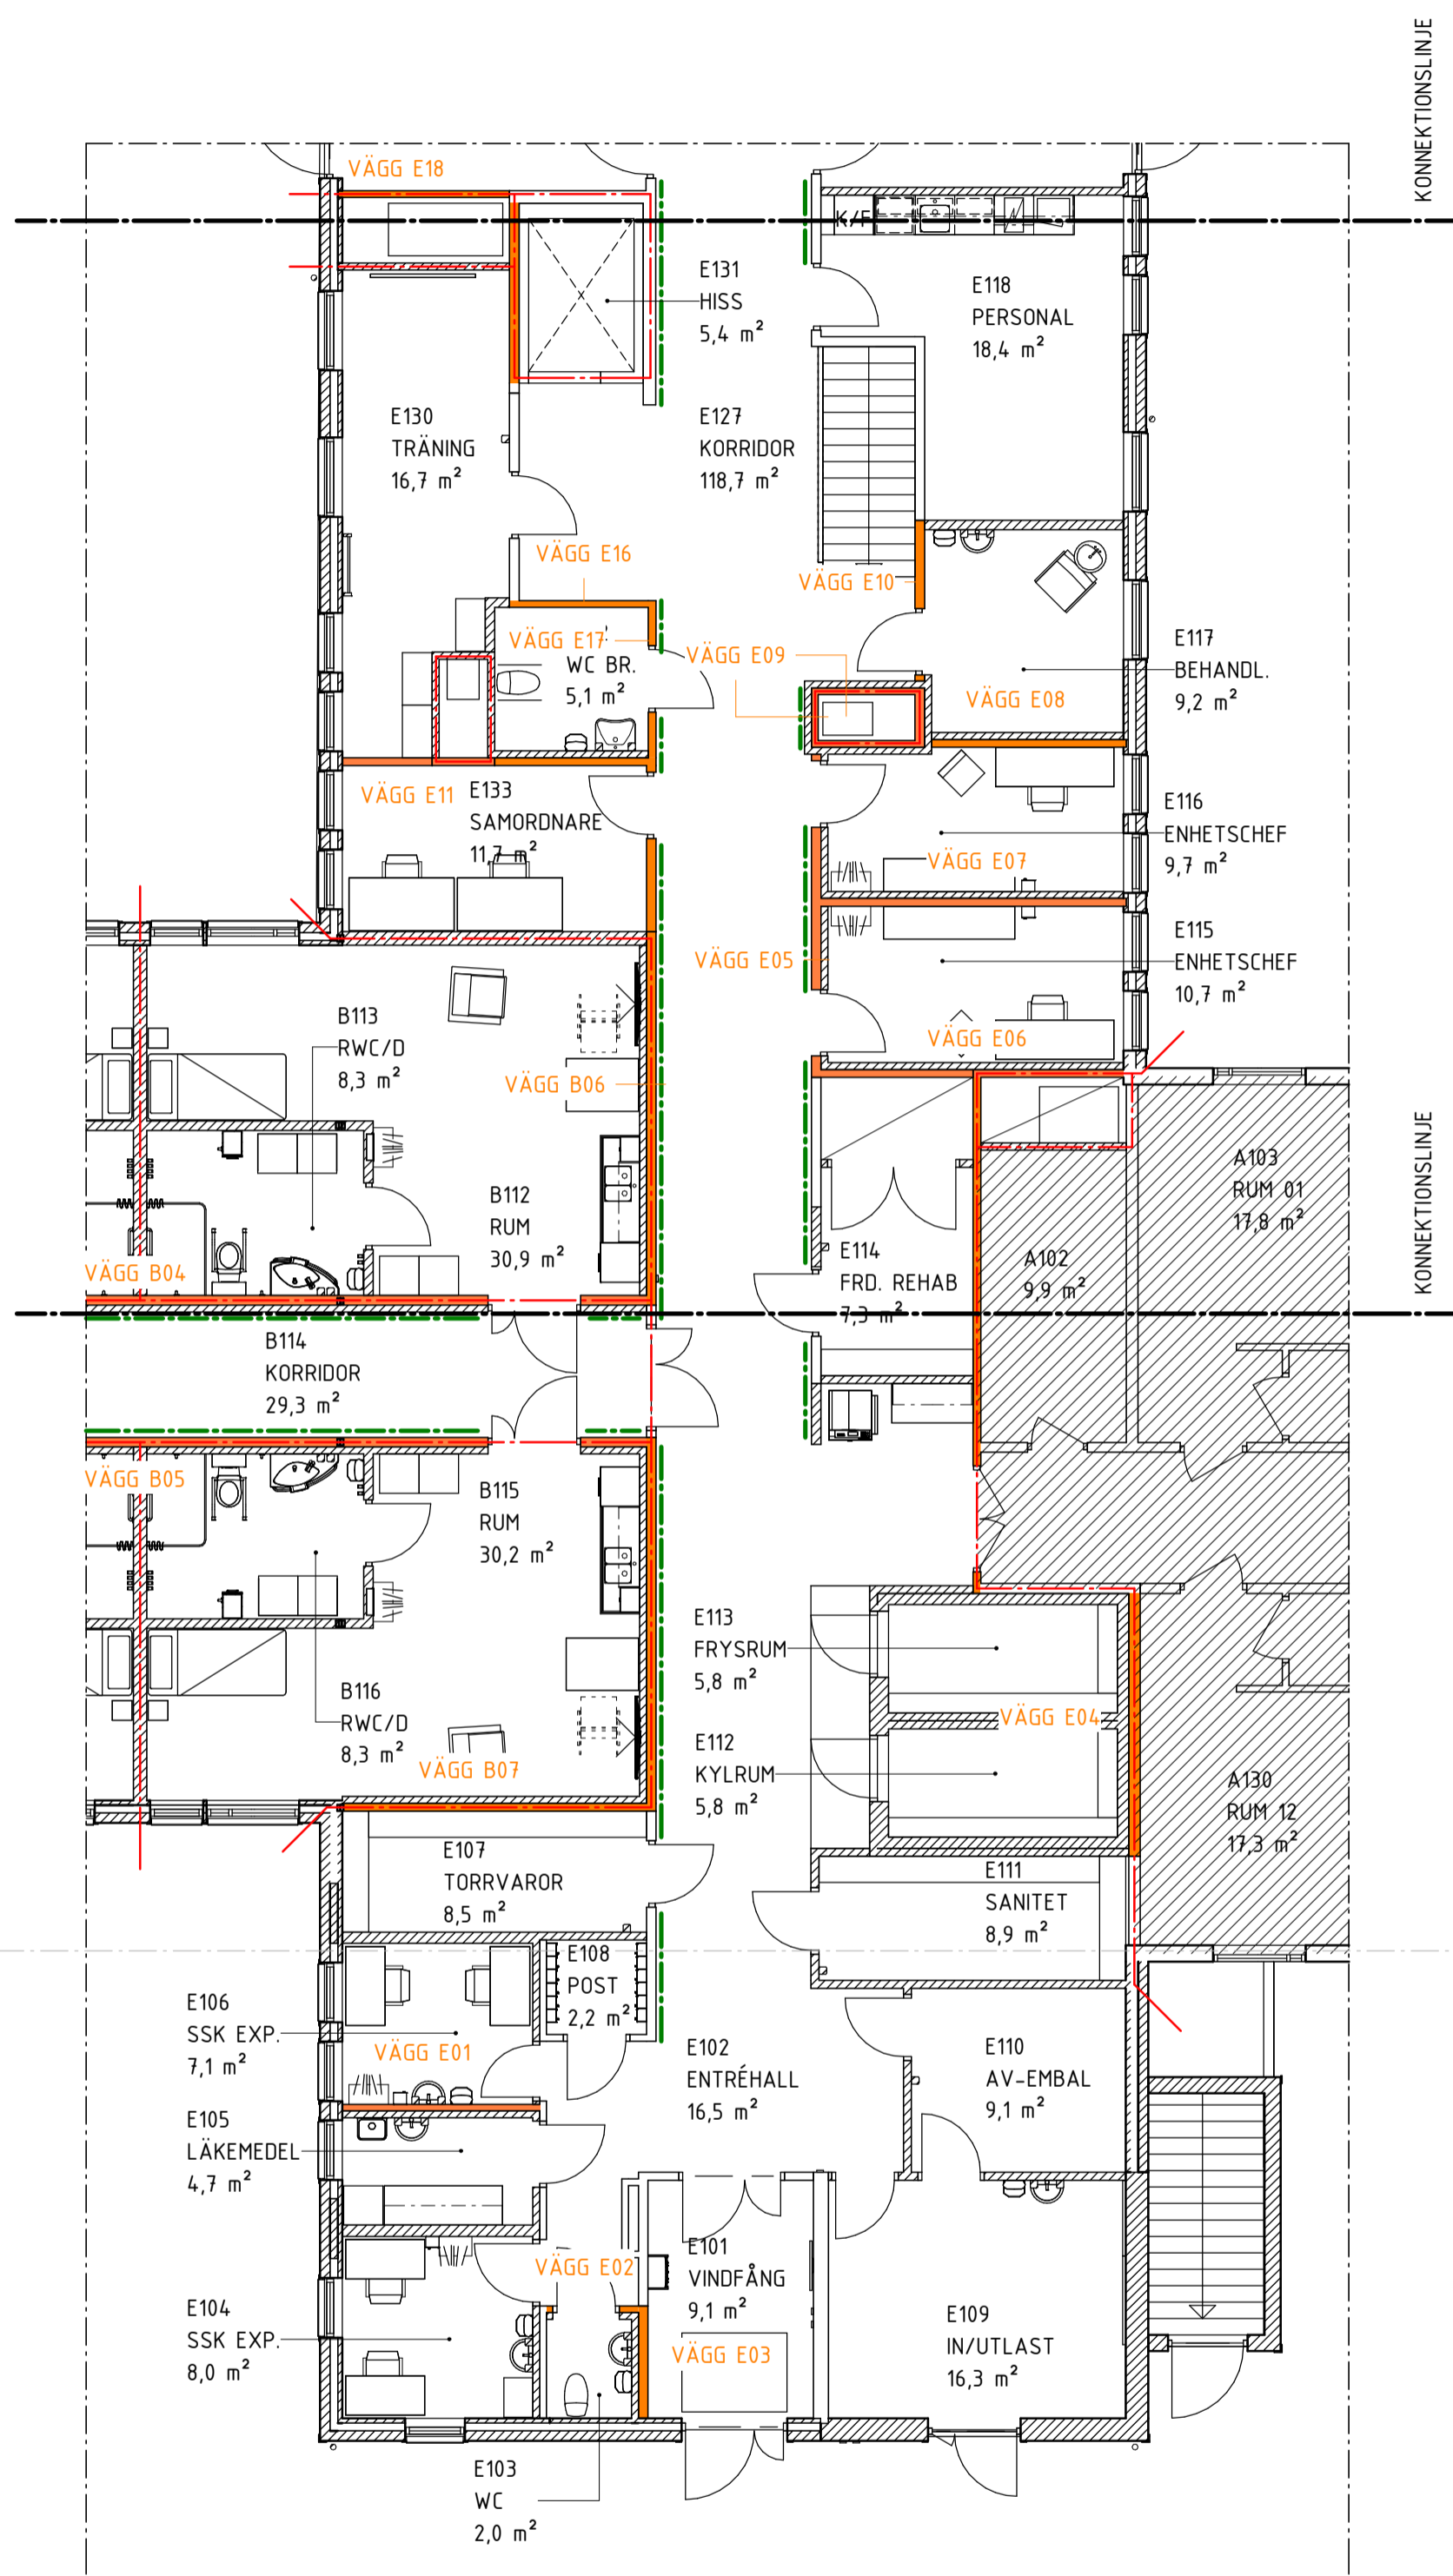 KONNEKTIONSLINJE
VÄGG E18
K/F
E131
HISS
5,4 m²
E118
PERSONAL
18,4 m²
E130
TRÄNING
16,7 m²
E127
KORRIDOR
118,7 m²
VÄGG E16
VÄGG E10
VÄGG E17
WC BR.
5,1 m²
VÄGG E09
E117
BEHANDL.
9,2 m²
VÄGG E08
VÄGG E11
E133
SAMORDNARE
11,7 m²
E116
ENHETSCHEF
9,7 m²
VÄGG E07
E115
ENHETSCHEF
10,7 m²
VÄGG E05
VÄGG E06
B113
RWC/D
8,3 m²
VÄGG B06
KONNEKTIONSLINJE
A103
RUM 01
17,8 m²
B112
RUM
30,9 m²
E114
FRD. REHAB
7,3 m²
A102
9,9 m²
VÄGG B04
B114
KORRIDOR
29,3 m²
VÄGG B05
B115
RUM
30,2 m²
E113
FRYSRUM
5,8 m²
VÄGG E04
B116
RWC/D
8,3 m²
E112
KYLRUM
5,8 m²
VÄGG B07
A130
RUM 12
17,3 m²
E107
TORRVAROR
8,5 m²
E111
SANITET
8,9 m²
E108
POST
2,2 m²
E106
SSK EXP.
7,1 m²
VÄGG E01
E102
ENTRÉHALL
16,5 m²
E110
AV-EMBAL
9,1 m²
E105
LÄKEMEDEL
4,7 m²
VÄGG E02
E101
VINDFÅNG
9,1 m²
VÄGG E03
E104
SSK EXP.
8,0 m²
E109
IN/UTLAST
16,3 m²
E103
WC
2,0 m²